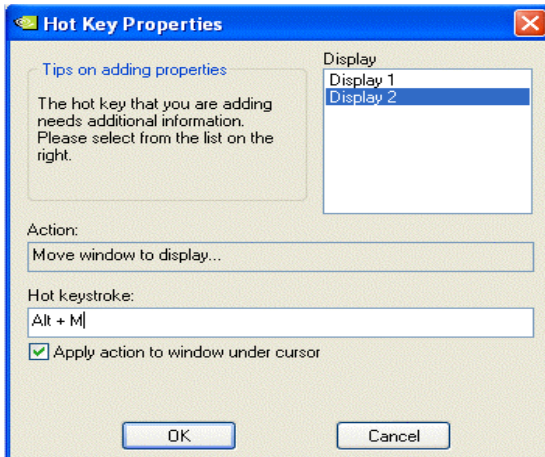 Hot Key Properties
Tips on adding properties
The hot key that you are adding
needs additional information.
Please select from the list on the
right.
Display
Display 1
Display 2
Action:
Move window to display...
Hot keystroke:
Alt + M
Apply action to window under cursor
OK
Cancel